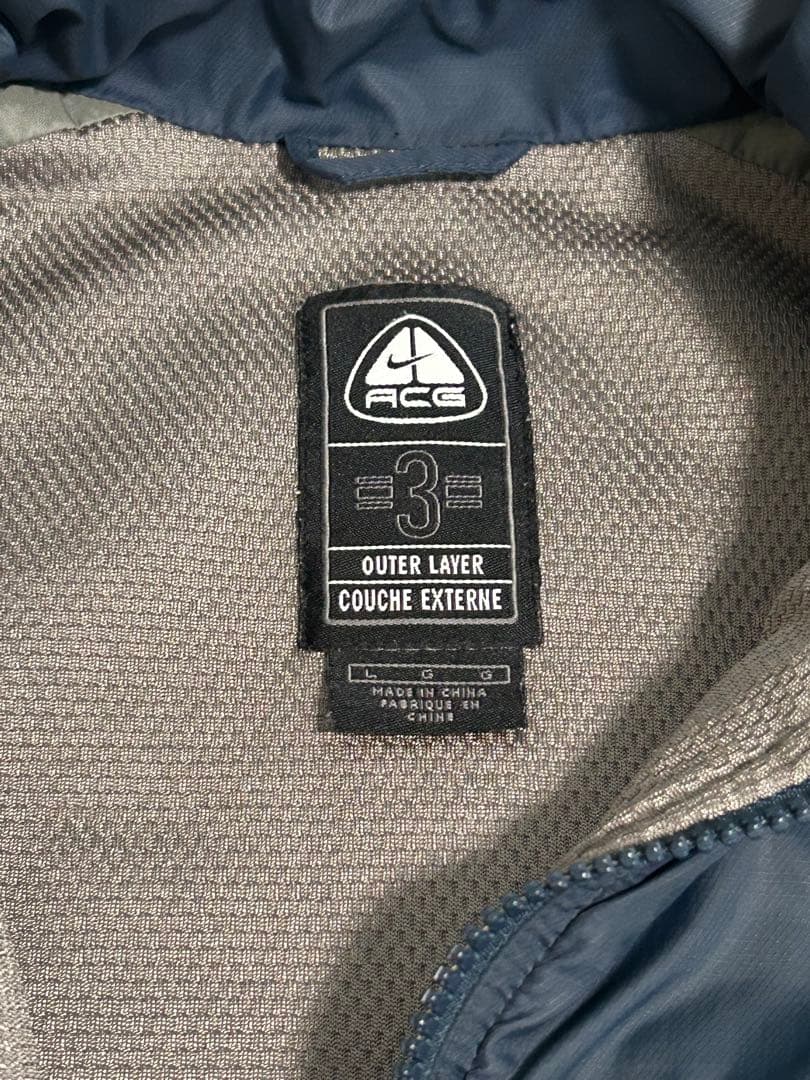 ACG
3
OUTER LAYER
COUCHE EXTERNE
L G G
MADE IN CHINA
FABRIQUE EN
CHINE